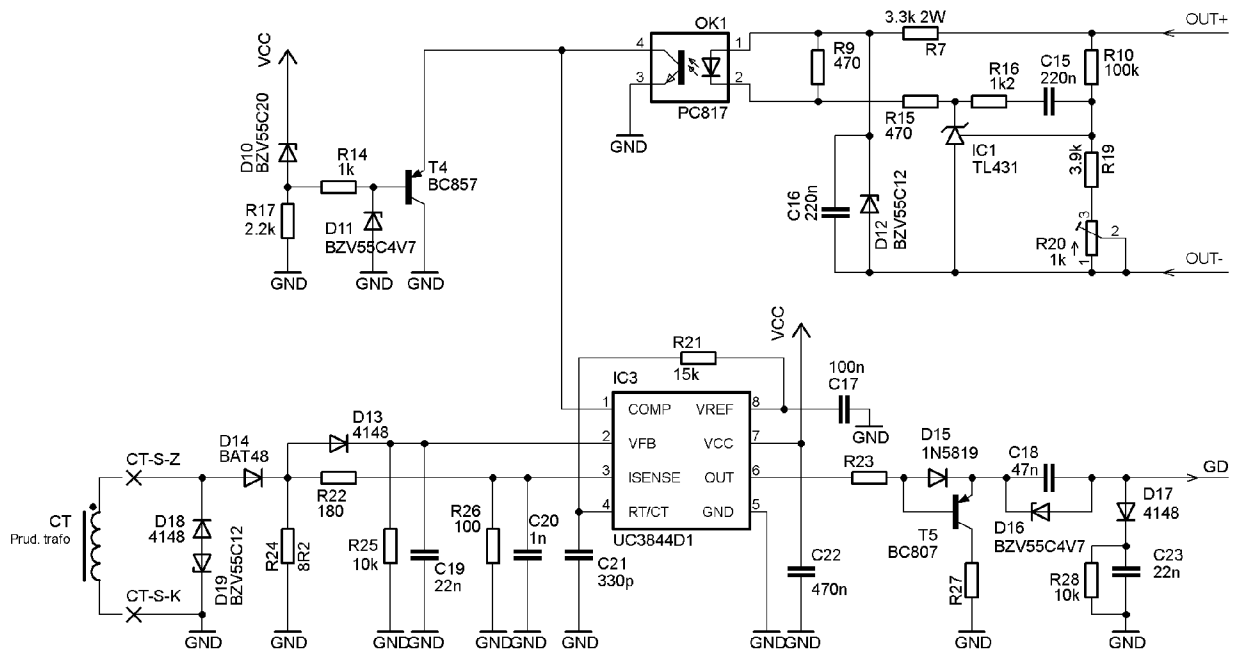 3.3k 2W
R7
OUT+
OK1
4
3
1
2
PC817
GND
R9
470
R16
1k2
C15
220n
R10
100k
R15
470
IC1
TL431
3.9k
R19
VCC
D10
BZV55C20
R14
1k
T4
BC857
R17
2.2k
D11
BZV55C4V7
GND
GND
GND
C16
220n
D12
BZV55C12
3
2
R20
1k
1
OUT-
VCC
R21
15k
100n
C17
GND
IC3
1 COMP VREF 8
2 VFB VCC 7
3 ISENSE OUT 6
4 RT/CT GND 5
UC3844D1
D13
4148
D14
BAT48
CT-S-Z
CT
Prud. trafo
CT-S-K
D18
4148
D19
BZV55C12
R22
180
R24
8R2
R25
10k
C19
22n
R26
100
C20
1n
C21
330p
C22
470n
R23
D15
1N5819
C18
47n
GD
T5
BC807
D16
BZV55C4V7
D17
4148
R27
R28
10k
C23
22n
GND
GND
GND
GND
GND
GND
GND
GND
GND
GND
GND